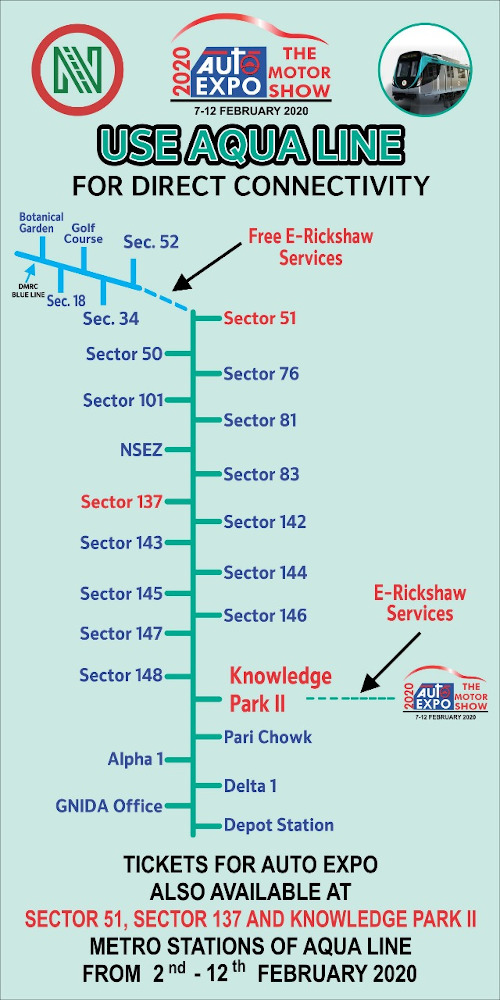 2020
AUTO
EXPO
THE
MOTOR
SHOW
7-12 FEBRUARY 2020
USE AQUA LINE
FOR DIRECT CONNECTIVITY
Botanical
Garden
Golf
Course
Sec. 52
Free E-Rickshaw
Services
DMRC
BLUE LINE
Sec. 18
Sec. 34
Sector 51
Sector 50
Sector 76
Sector 101
Sector 81
NSEZ
Sector 83
Sector 137
Sector 142
Sector 143
Sector 144
Sector 145
Sector 146
Sector 147
Sector 148
E-Rickshaw
Services
Knowledge
Park II
2020
AUTO
EXPO
THE
MOTOR
SHOW
7-12 FEBRUARY 2020
Pari Chowk
Alpha 1
Delta 1
GNIDA Office
Depot Station
TICKETS FOR AUTO EXPO
ALSO AVAILABLE AT
SECTOR 51, SECTOR 137 AND KNOWLEDGE PARK II
METRO STATIONS OF AQUA LINE
FROM 2nd - 12th FEBRUARY 2020